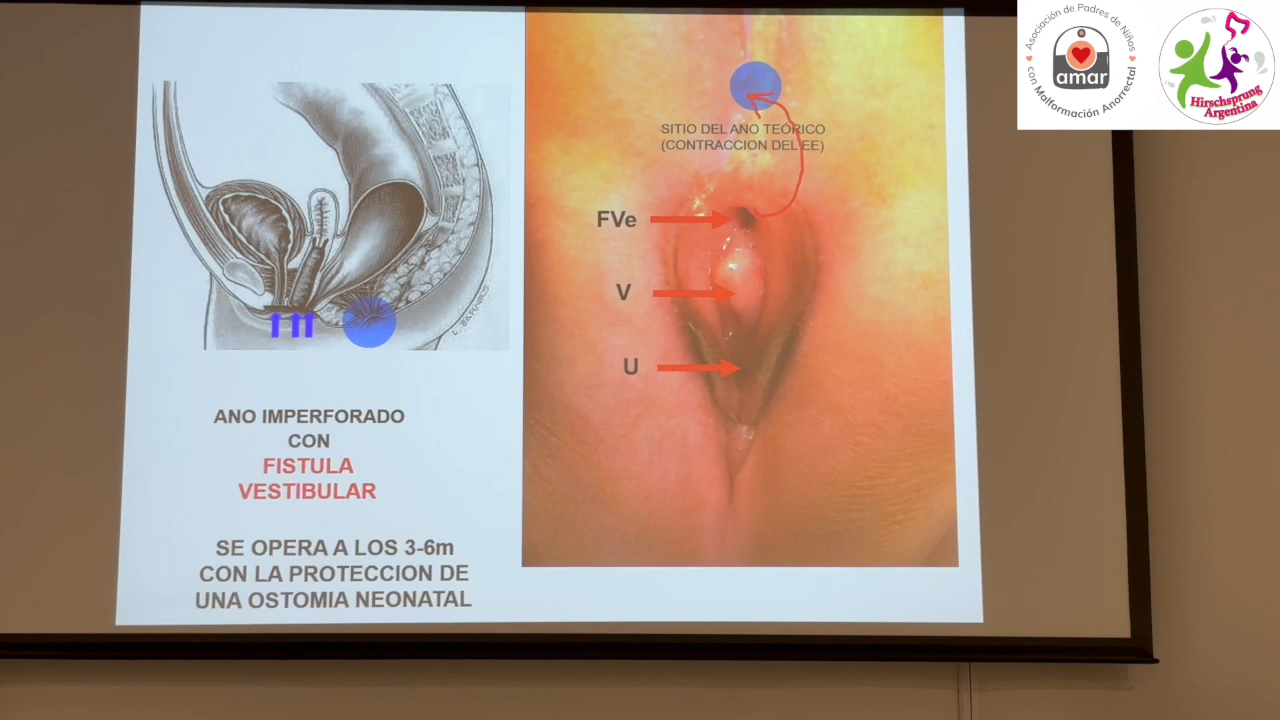 Asociación de Padres de Niños
con Malformación Anorrectal
amar
Hirschsprung
Argentina
SITIO DEL ANO TEÓRICO
(CONTRACCION DEL EE)
FVe
V
U
ANO IMPERFORADO
CON
FISTULA
VESTIBULAR
SE OPERA A LOS 3-6m
CON LA PROTECCION DE
UNA OSTOMIA NEONATAL